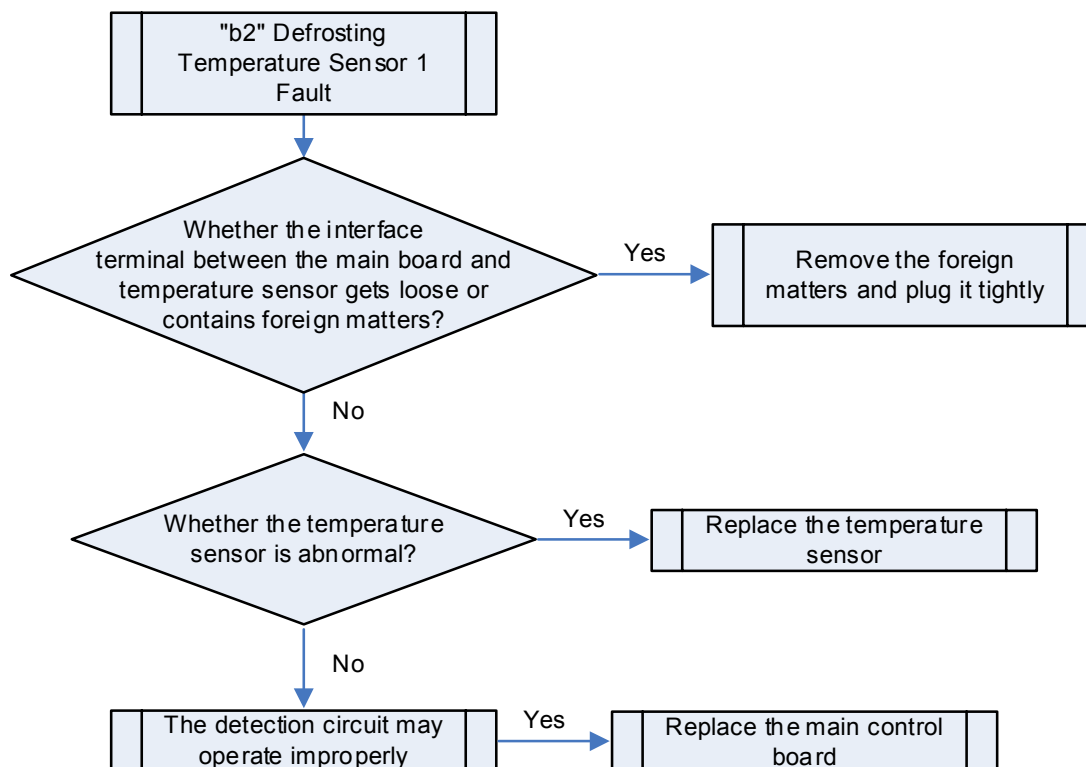 "b2" Defrosting
Temperature Sensor 1
Fault
Whether the interface
terminal between the main board and
temperature sensor gets loose or
contains foreign matters?
Yes
Remove the foreign
matters and plug it tightly
No
Whether the temperature
sensor is abnormal?
Yes
Replace the temperature
sensor
No
The detection circuit may
operate improperly
Yes
Replace the main control
board